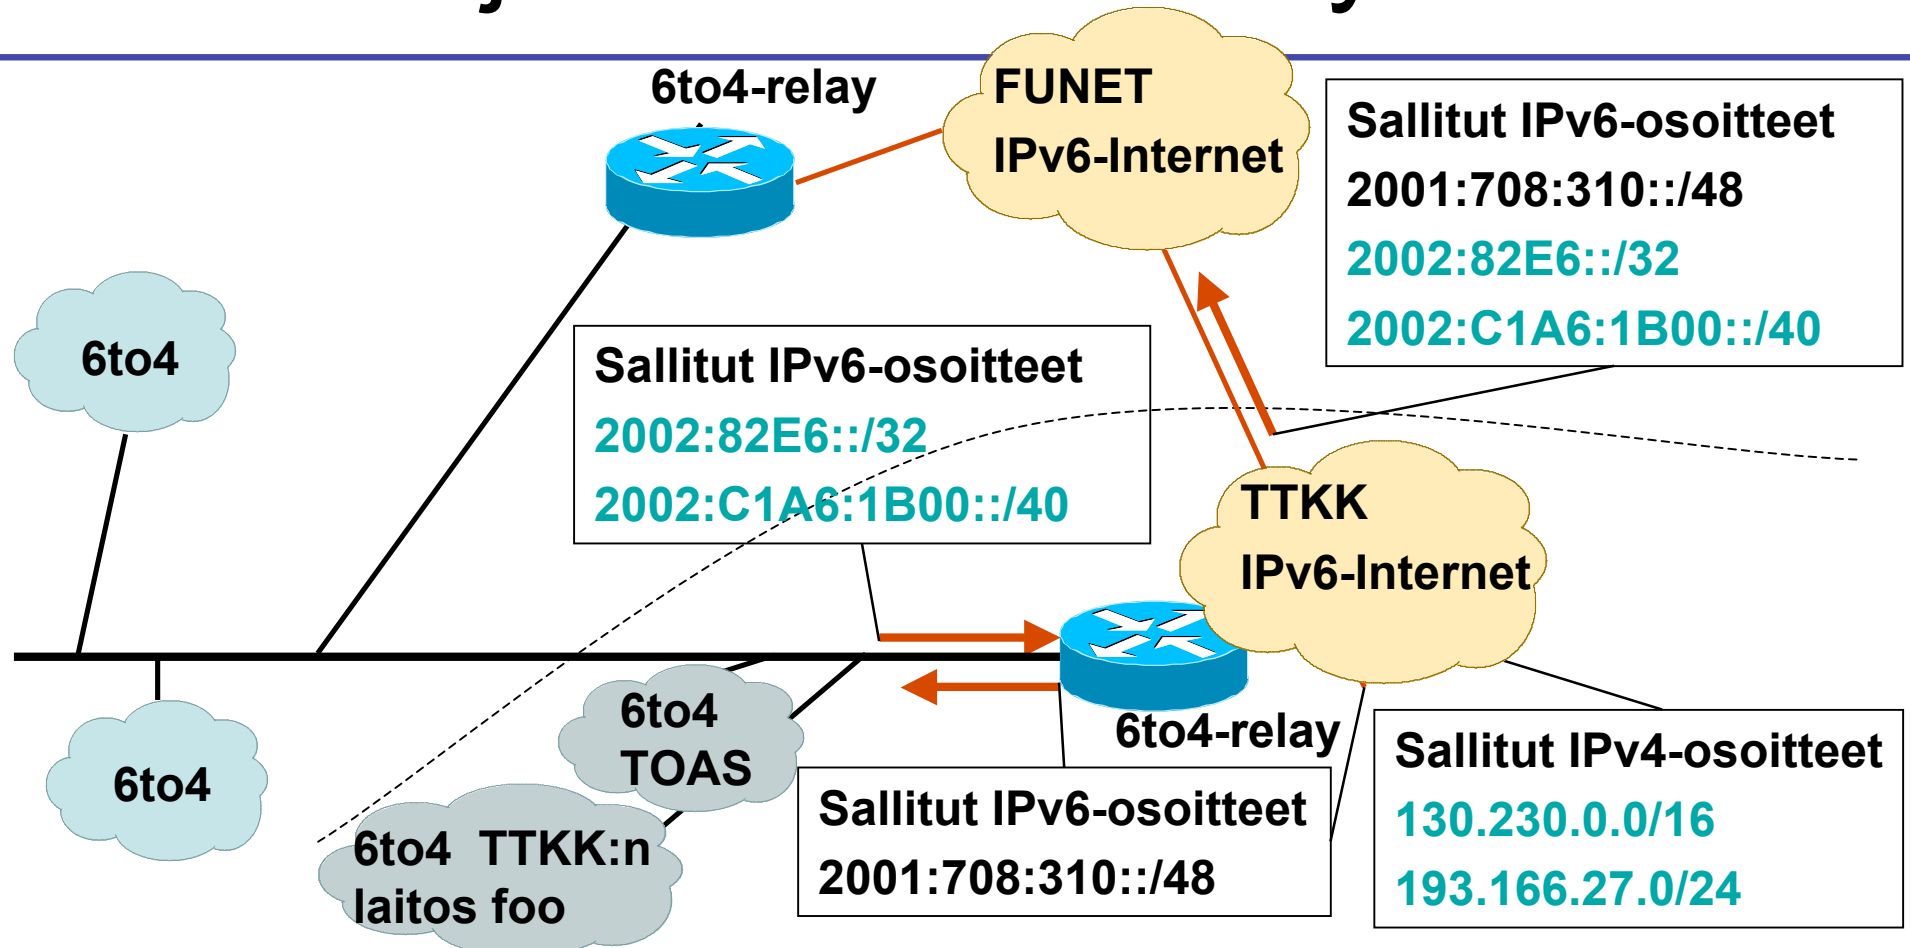 6to4-relay
FUNET
IPv6-Internet
Sallitut IPv6-osoitteet
2001:708:310::/48
2002:82E6::/32
2002:C1A6:1B00::/40
6to4
Sallitut IPv6-osoitteet
2002:82E6::/32
2002:C1A6:1B00::/40
TTKK
IPv6-Internet
6to4
TOAS
6to4-relay
6to4
6to4 TTKK:n
laitos foo
Sallitut IPv6-osoitteet
2001:708:310::/48
Sallitut IPv4-osoitteet
130.230.0.0/16
193.166.27.0/24